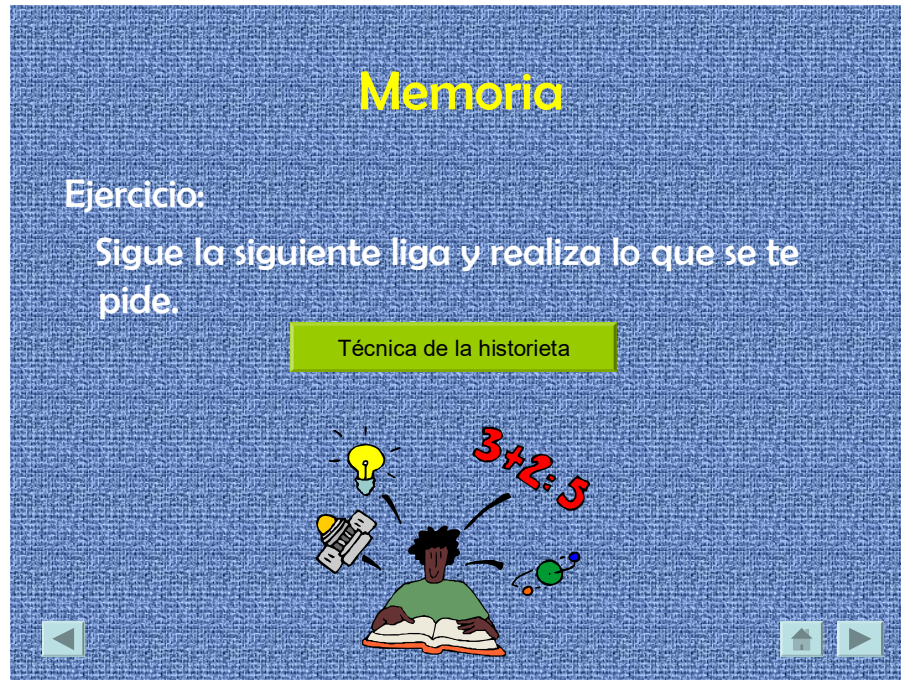 Memoria
Ejercicio:
Sigue la siguiente liga y realiza lo que se te
pide.
Técnica de la historieta
3+2:5